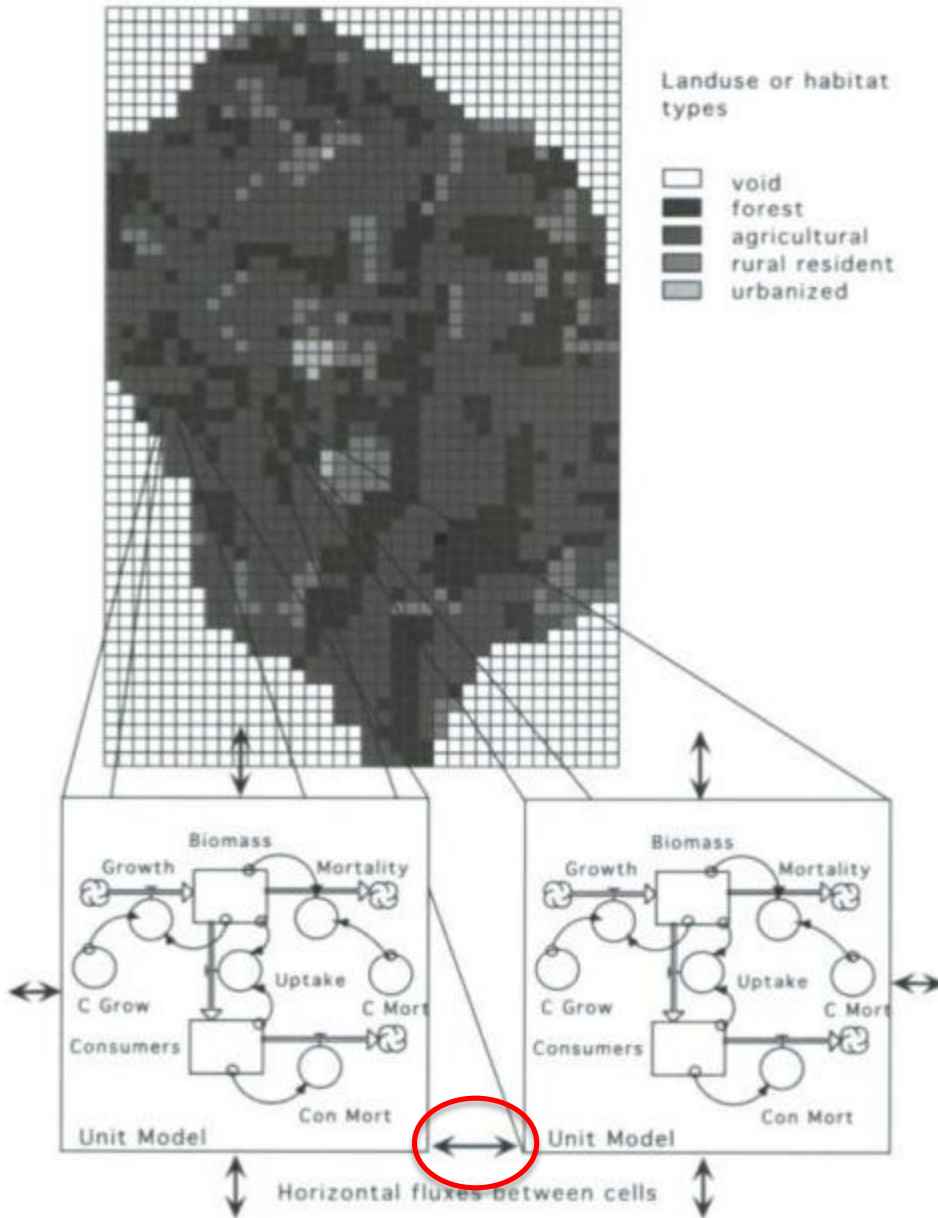 Landuse or habitat
types
void
forest
agricultural
rural resident
urbanized
Biomass
Growth
Mortality
C Grow
Uptake
C Mort
Consumers
Con Mort
Unit Model
Biomass
Growth
Mortality
C Grow
Uptake
C Mort
Consumers
Con Mort
Unit Model
Horizontal fluxes between cells